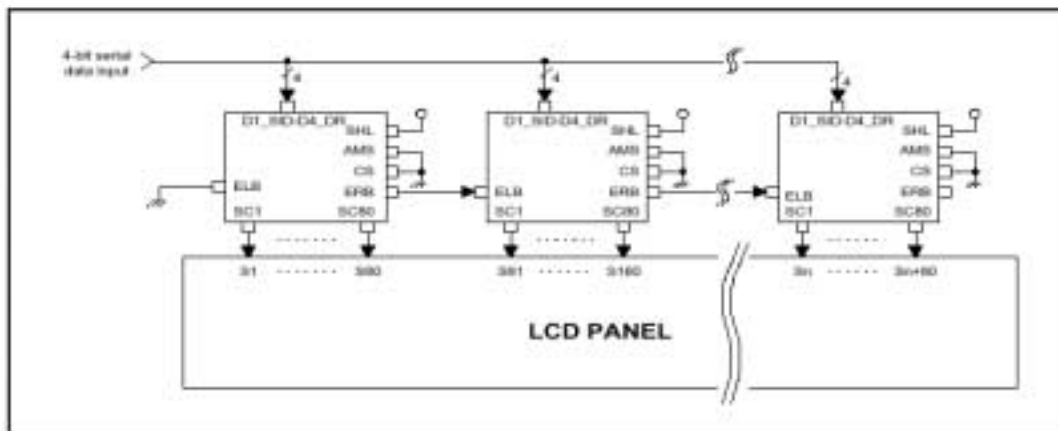 4-bit serial
data input
4 4 4
D1_SID-D4_DR D1_SID-D4_DR D1_SID-D4_DR
SHL SHL SHL
AMS AMS AMS
CS CS CS
ELB ERB ELB ERB ELB ERB
SC1 SC80 SC1 SC80 SC1 SC80
S1 ······· S80 S81 ······· S160 Sn ······· Sn+80
LCD PANEL